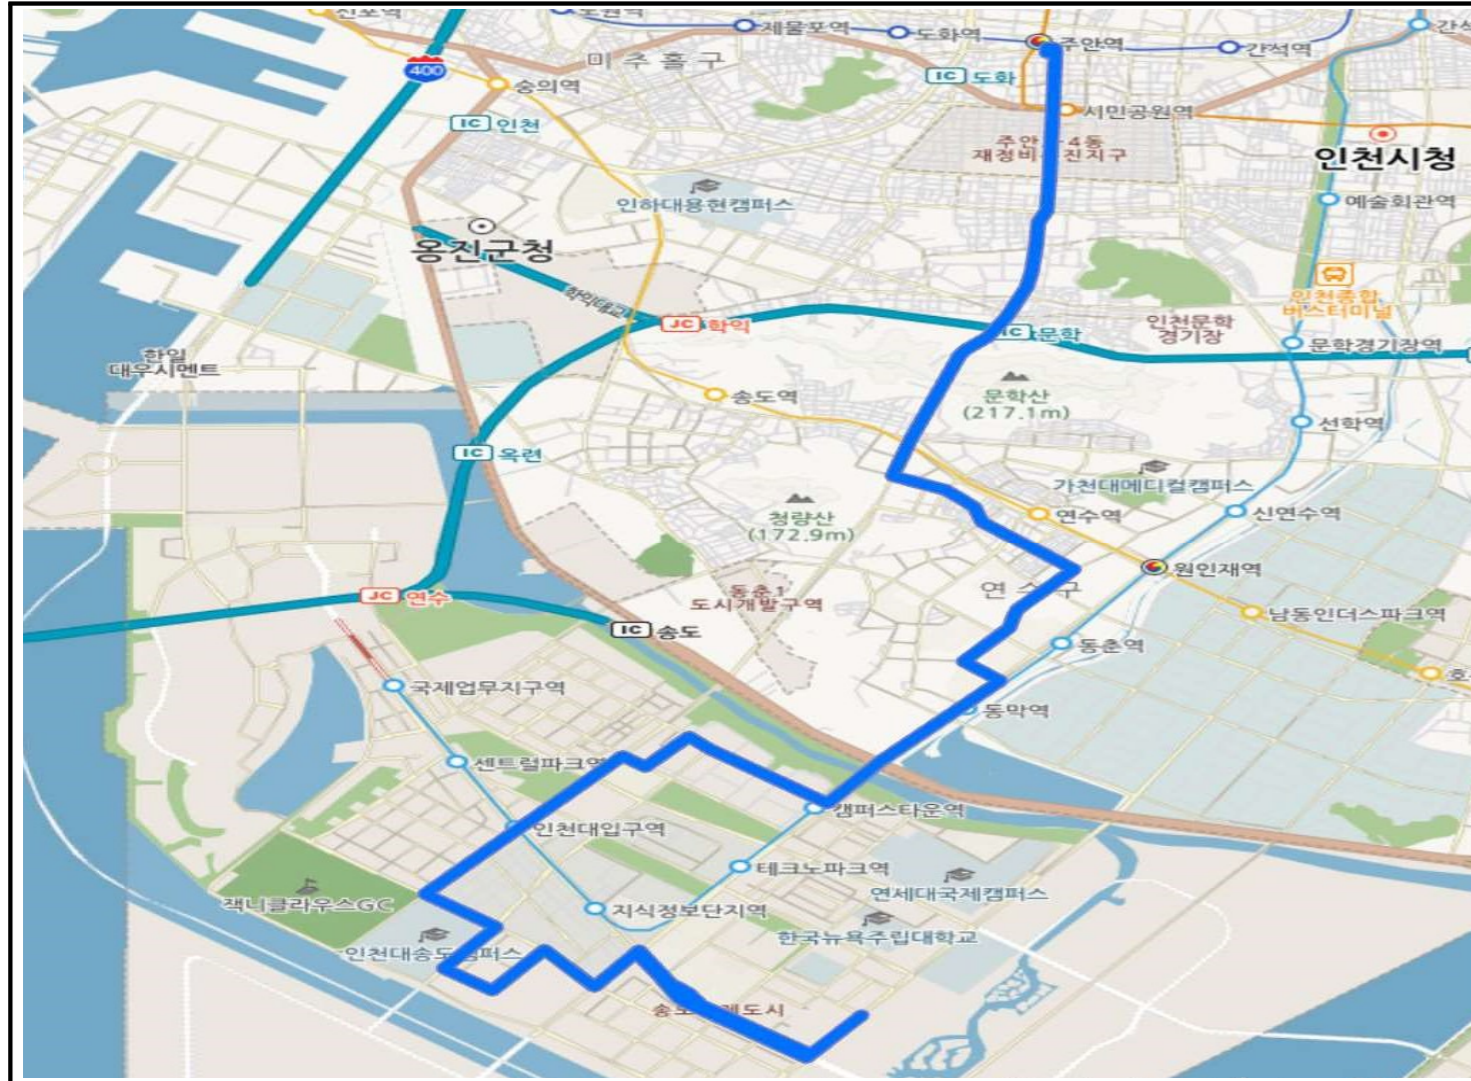 제물포역
도화역
주안역
간석역
미추홀구
400
숭의역
IC 도화
시민공원역
IC 인천
인천시청
재정비
진지구
인하대용현캠퍼스
예술회관역
옹진군청
학익대교
인천종합
버스터미널
JC 학익
IC 문학
인천문학
경기장
문학경기장역
한일
대우시멘트
송도역
문학산
(217.1m)
선학역
IC 옥련
가천대메디컬캠퍼스
청량산
(172.9m)
연수역
신연수역
JC 연수
동춘1
도시개발구역
연수구
원인재역
남동인더스파크역
IC 송도
동춘역
국제업무지구역
동막역
센트럴파크역
캠퍼스타운역
인천대입구역
테크노파크역
잭니클라우스GC
지식정보단지역
연세대국제캠퍼스
한국뉴욕주립대학교
인천대송도캠퍼스
도시